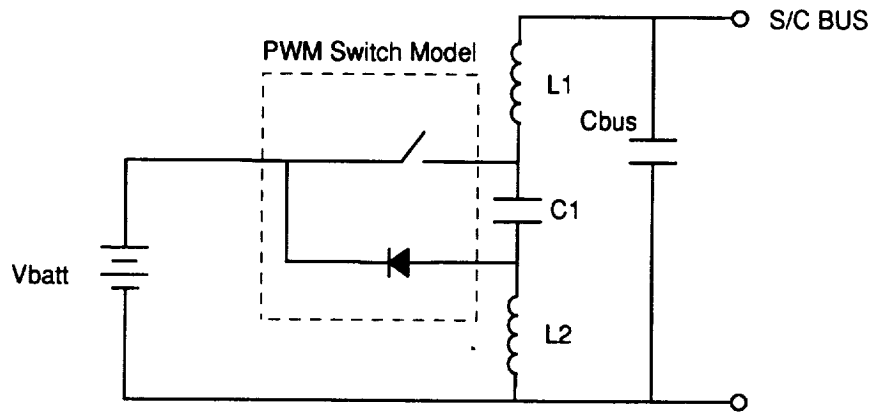 S/C BUS
PWM Switch Model
L1
Cbus
C1
Vbatt
L2